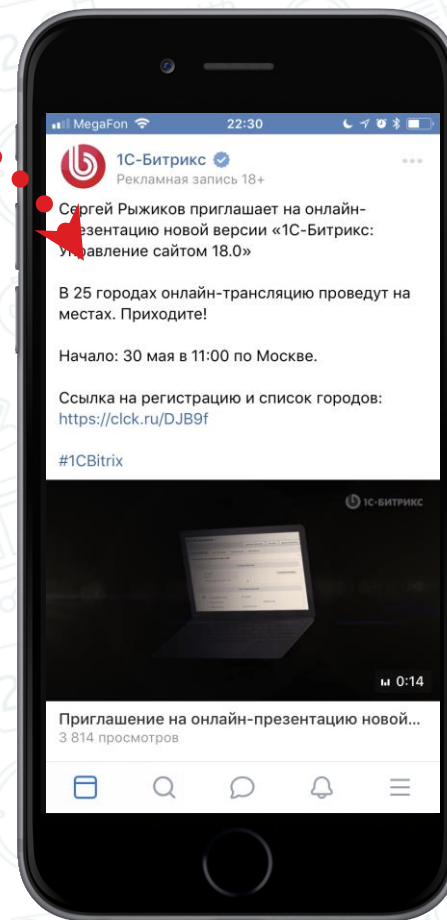 MegaFon 22:30
1С-Битрикс
Рекламная запись 18+
Сергей Рыжиков приглашает на онлайн-
презентацию новой версии «1С-Битрикс:
Управление сайтом 18.0»
В 25 городах онлайн-трансляцию проведут на
местах. Приходите!
Начало: 30 мая в 11:00 по Москве.
Ссылка на регистрацию и список городов:
https://clck.ru/DJB9f
#1CBitrix
1С-БИТРИКС
0:14
Приглашение на онлайн-презентацию новой...
3 814 просмотров